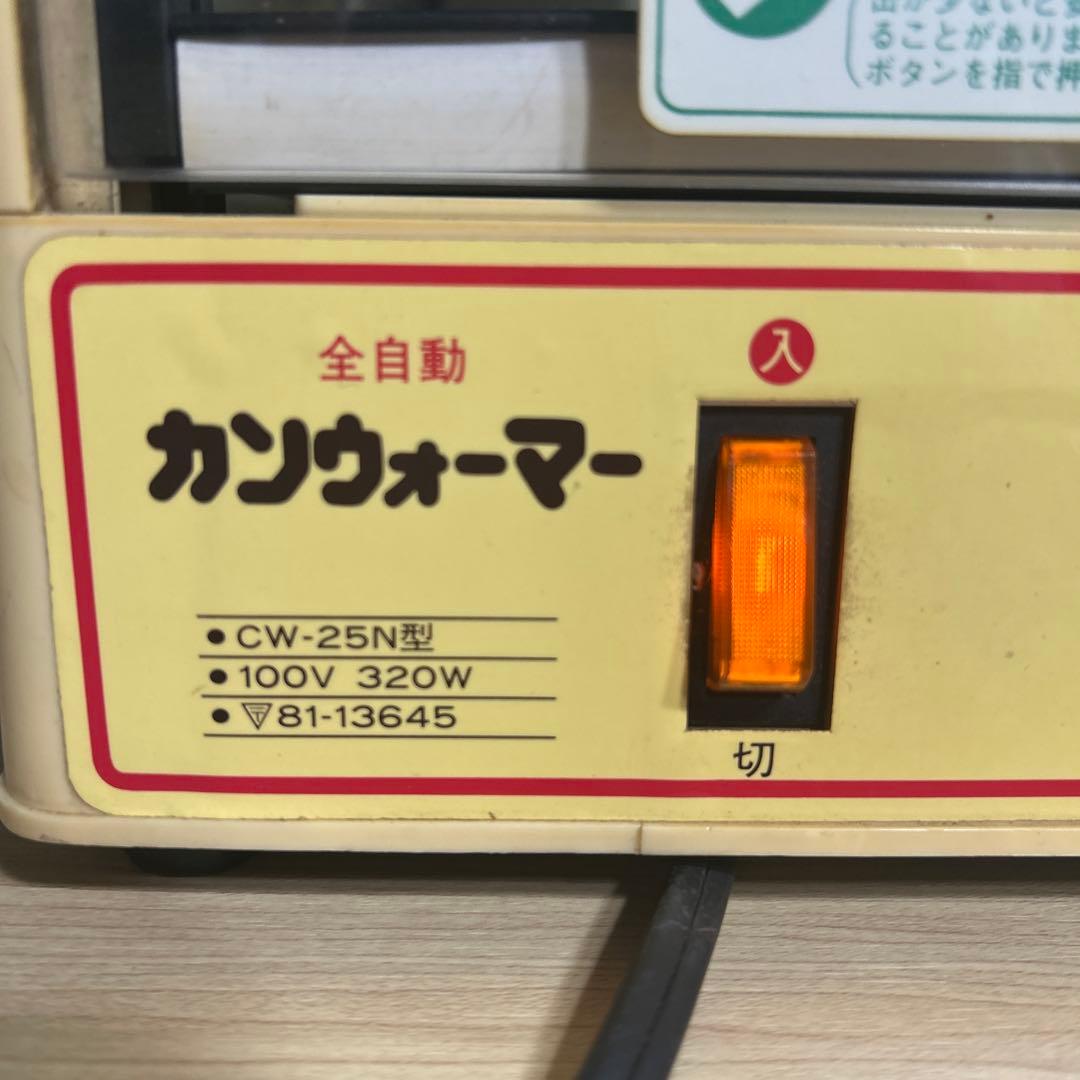 ることがありま
ボタンを指で押
全自動
カンウォーマー
入
● CW-25N型
● 100V 320W
● 〒81-13645
切